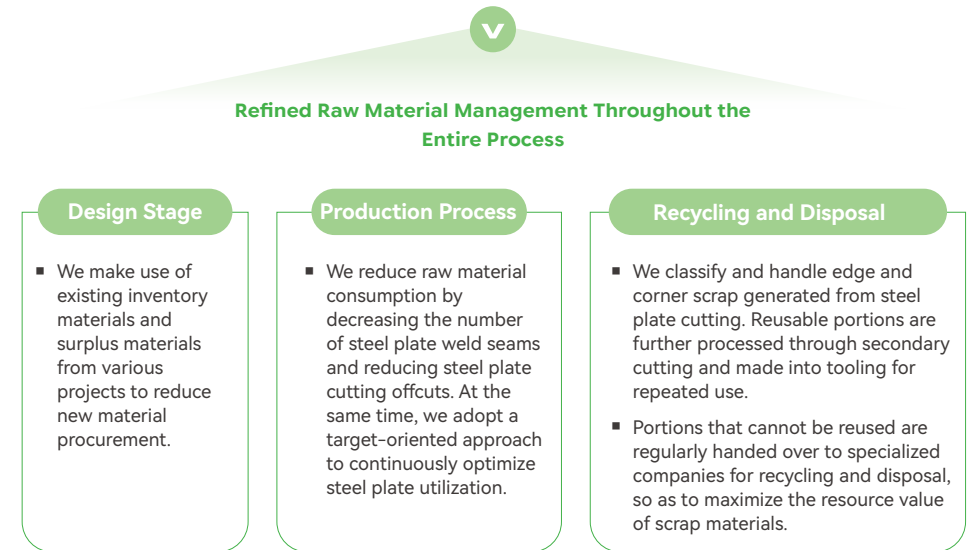 Refined Raw Material Management Throughout the
Entire Process
Design Stage
■ We make use of
existing inventory
materials and
surplus materials
from various
projects to reduce
new material
procurement.
Production Process
■ We reduce raw material
consumption by
decreasing the number
of steel plate weld seams
and reducing steel plate
cutting offcuts. At the
same time, we adopt a
target-oriented approach
to continuously optimize
steel plate utilization.
Recycling and Disposal
■ We classify and handle edge and
corner scrap generated from steel
plate cutting. Reusable portions are
further processed through secondary
cutting and made into tooling for
repeated use.
■ Portions that cannot be reused are
regularly handed over to specialized
companies for recycling and disposal,
so as to maximize the resource value
of scrap materials.